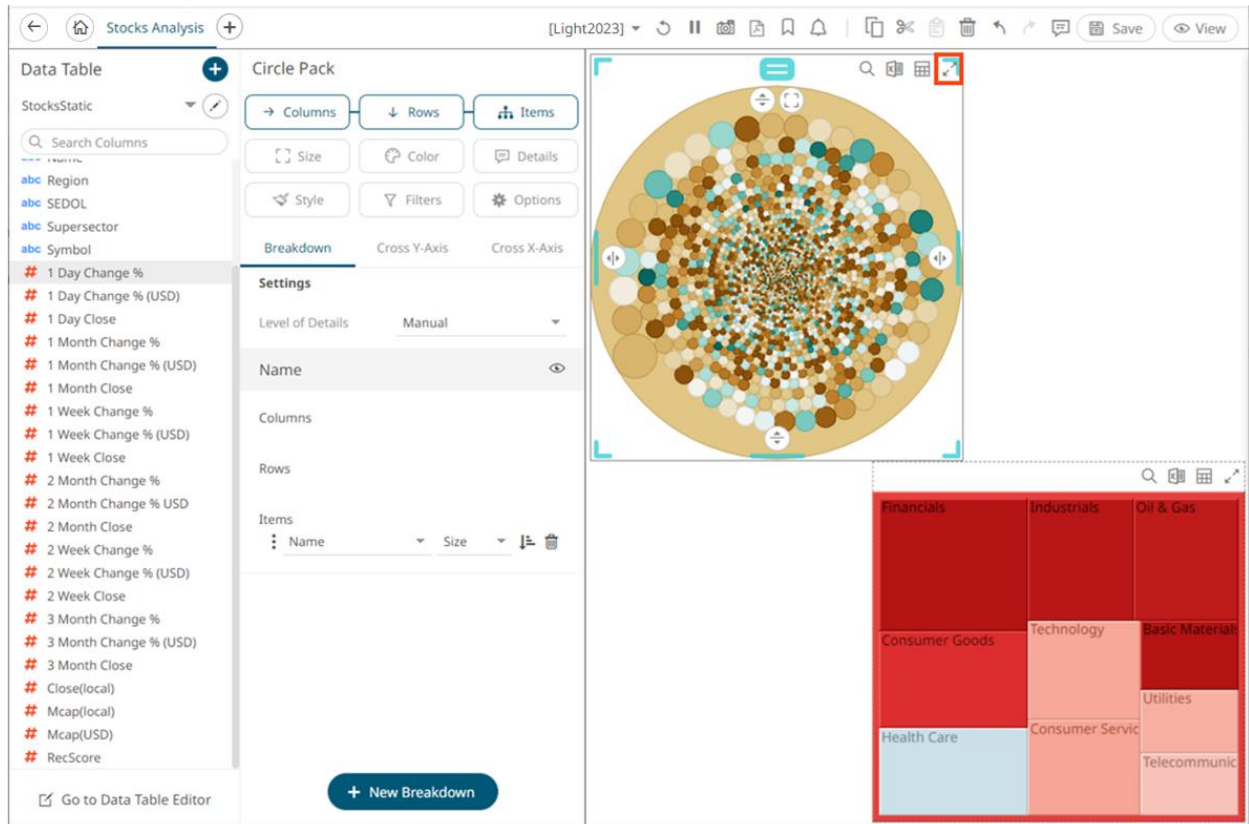 Stocks Analysis
[Light2023]
Save
View
Data Table
StocksStatic
Search Columns
abc Name
abc Region
abc SEDOL
abc Supersector
abc Symbol
# 1 Day Change %
# 1 Day Change % (USD)
# 1 Day Close
# 1 Month Change %
# 1 Month Change % (USD)
# 1 Month Close
# 1 Week Change %
# 1 Week Change % (USD)
# 1 Week Close
# 2 Month Change %
# 2 Month Change % USD
# 2 Month Close
# 2 Week Change %
# 2 Week Change % (USD)
# 2 Week Close
# 3 Month Change %
# 3 Month Change % (USD)
# 3 Month Close
# Close(local)
# Mcap(local)
# Mcap(USD)
# RecScore
Go to Data Table Editor
Circle Pack
Columns Rows Items
Size Color Details
Style Filters Options
Breakdown Cross Y-Axis Cross X-Axis
Settings
Level of Details Manual
Name
Columns
Rows
Items
Name Size
+ New Breakdown
Financials Industrials Oil & Gas
Consumer Goods Technology Basic Materials
Utilities
Health Care Consumer Servic
Telecommunic